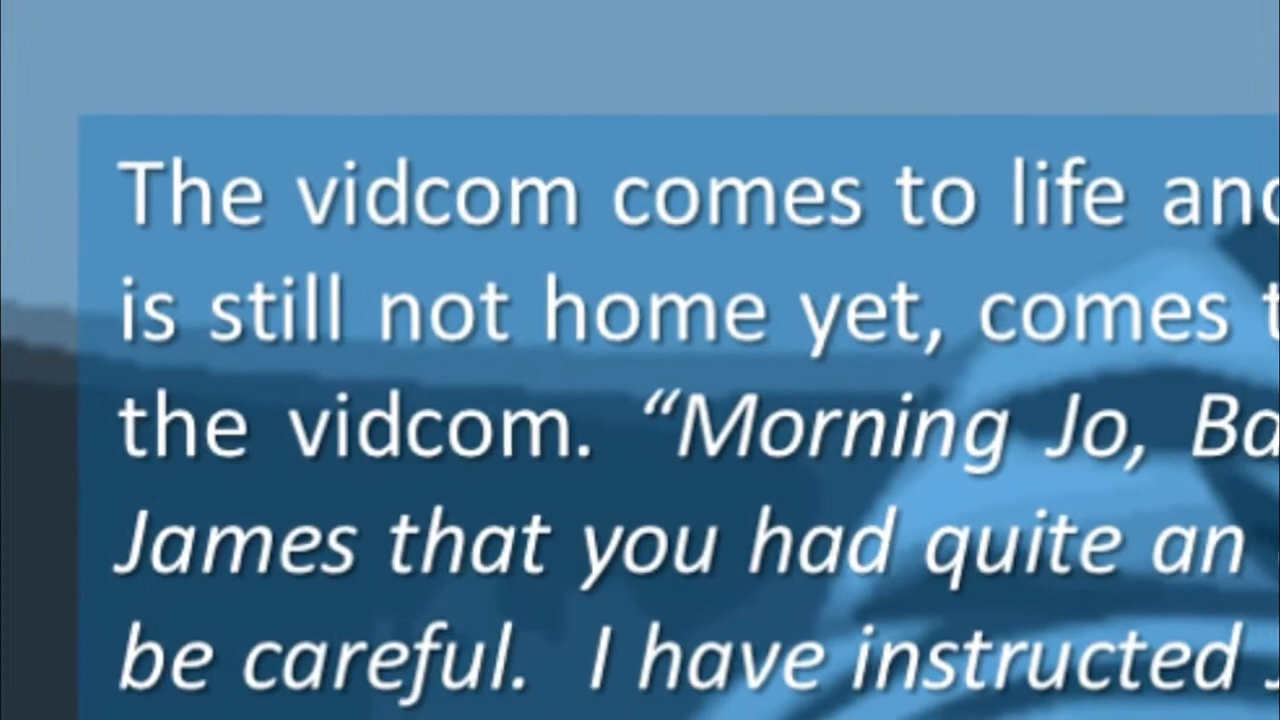 The vidcom comes to life and
is still not home yet, comes
the vidcom. “Morning Jo,
James that you had quite an
be careful. I have instructed